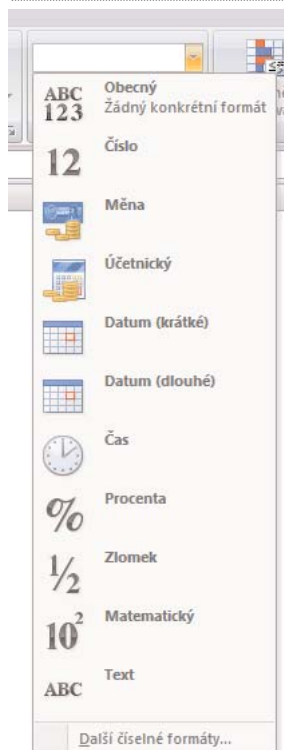 ABC
123
Obecný
Žádný konkrétní formát
12
Číslo
Měna
Účetnický
Datum (krátké)
Datum (dlouhé)
Čas
%
Procenta
½
Zlomek
10²
Matematický
ABC
Text
Další číselné formáty...